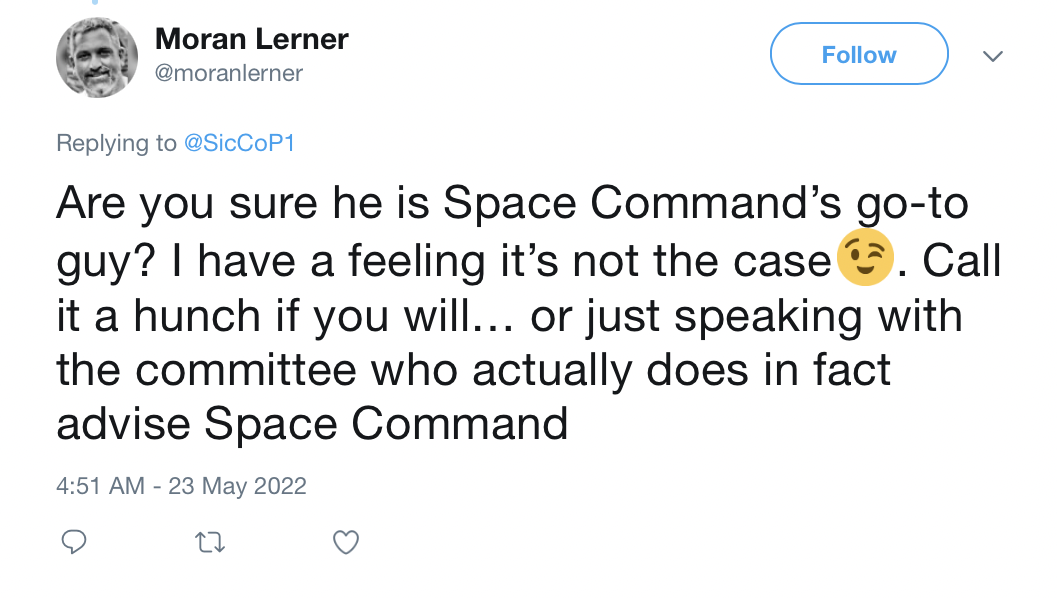 Moran Lerner
@moranlerner
Follow
Replying to @SicCoP1
Are you sure he is Space Command’s go-to
guy? I have a feeling it’s not the case😉. Call
it a hunch if you will... or just speaking with
the committee who actually does in fact
advise Space Command
4:51 AM - 23 May 2022